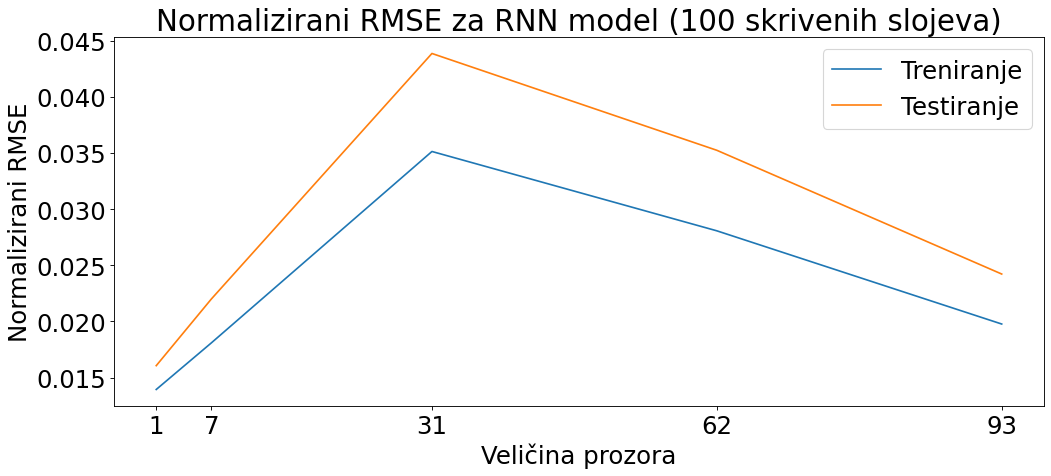 Normalizirani RMSE za RNN model (100 skrivenih slojeva)
Normalizirani RMSE
0.045
0.040
0.035
0.030
0.025
0.020
0.015
Treniranje
Testiranje
1 7 31 62 93
Veličina prozora